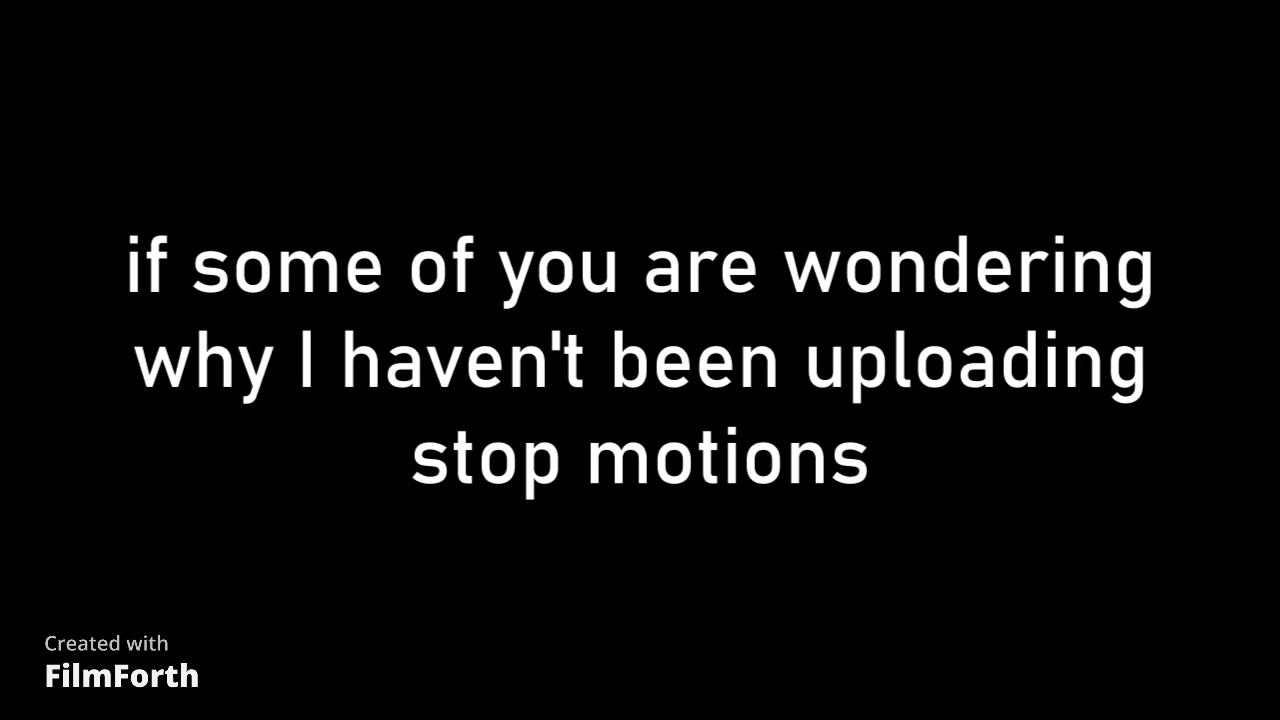 if some of you are wondering
why I haven't been uploading
stop motions
Created with
FilmForth